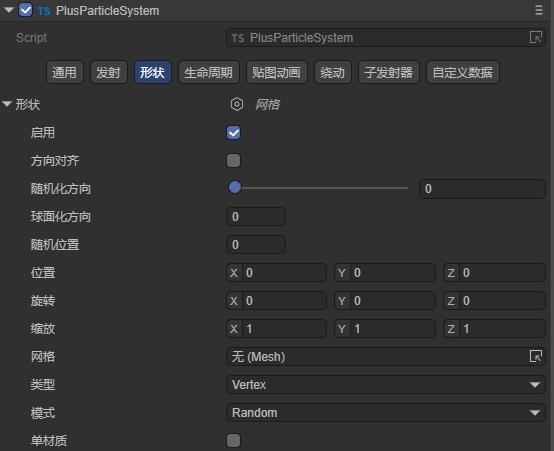 TS PlusParticleSystem
Script TS PlusParticleSystem
通用 发射 形状 生命周期 贴图动画 绕动 子发射器 自定义数据
形状 网格
启用
方向对齐
随机化方向 0
球面化方向 0
随机位置 0
位置 X 0 Y 0 Z 0
旋转 X 0 Y 0 Z 0
缩放 X 1 Y 1 Z 1
网格 无 (Mesh)
类型 Vertex
模式 Random
单材质